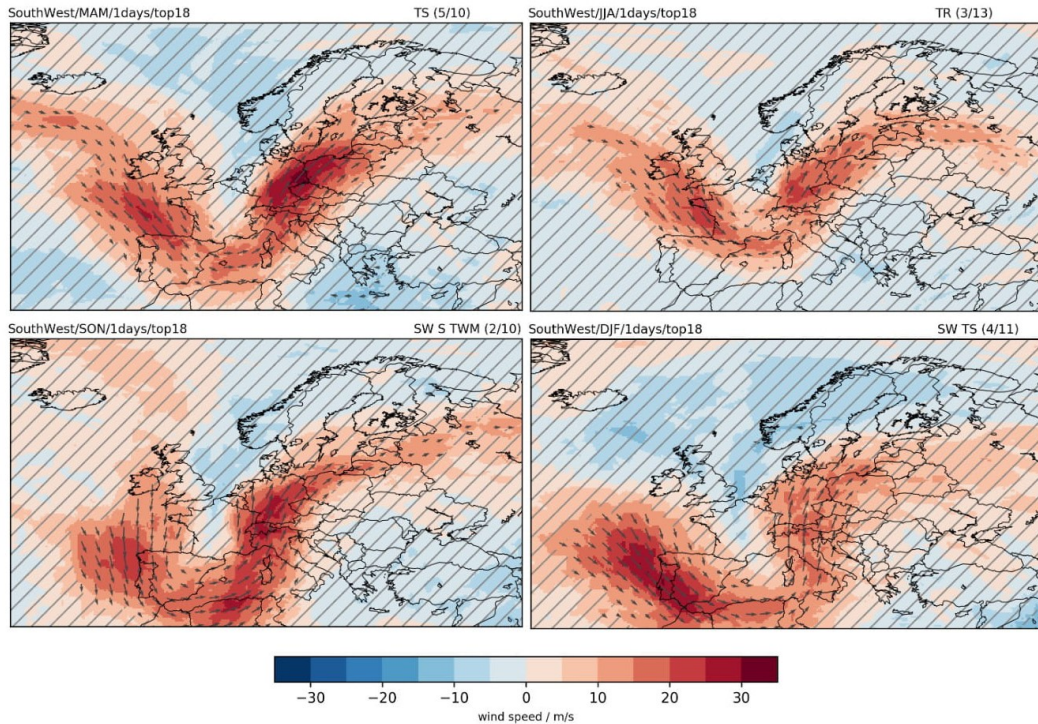 SouthWest/MAM/1days/top18 TS (5/10)
SouthWest/JJA/1days/top18 TR (3/13)
SouthWest/SON/1days/top18 SW S TWM (2/10)
SouthWest/DJF/1days/top18 SW TS (4/11)
−30 −20 −10 0 10 20 30
wind speed / m/s